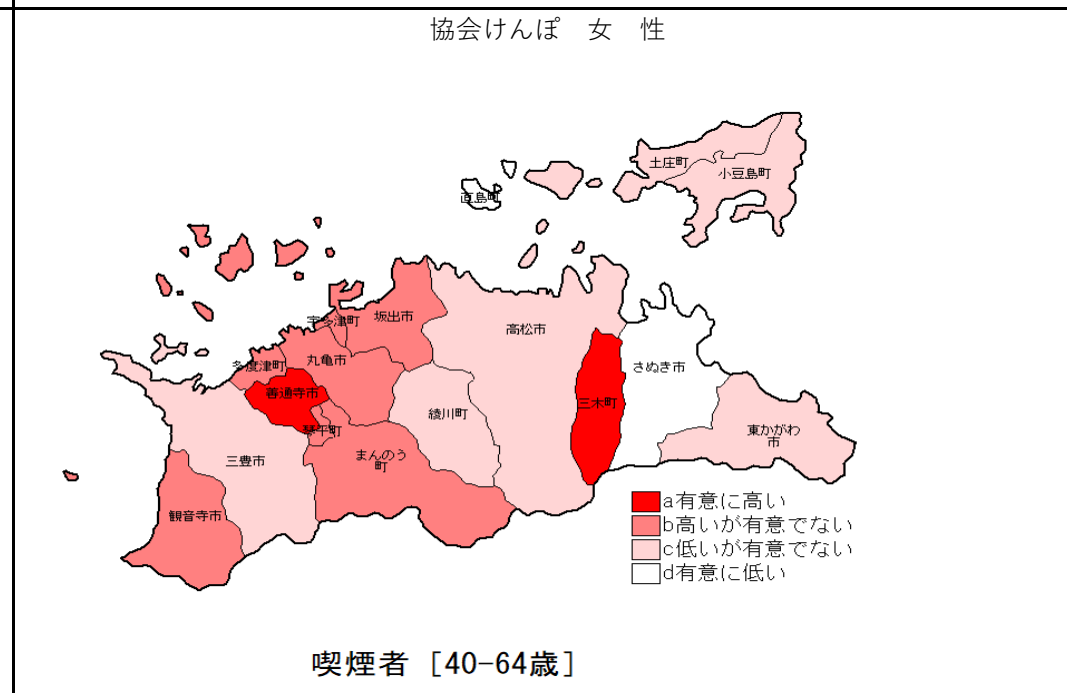 協会けんぽ　女　性
土庄町
小豆島町
直島町
宇多津町
坂出市
高松市
多度津町
丸亀市
さぬき市
善通寺市
三木町
綾川町
琴平町
東かがわ
市
まんのう
町
三豊市
観音寺市
a有意に高い
b高いが有意でない
c低いが有意でない
d有意に低い
喫煙者［40-64歳］